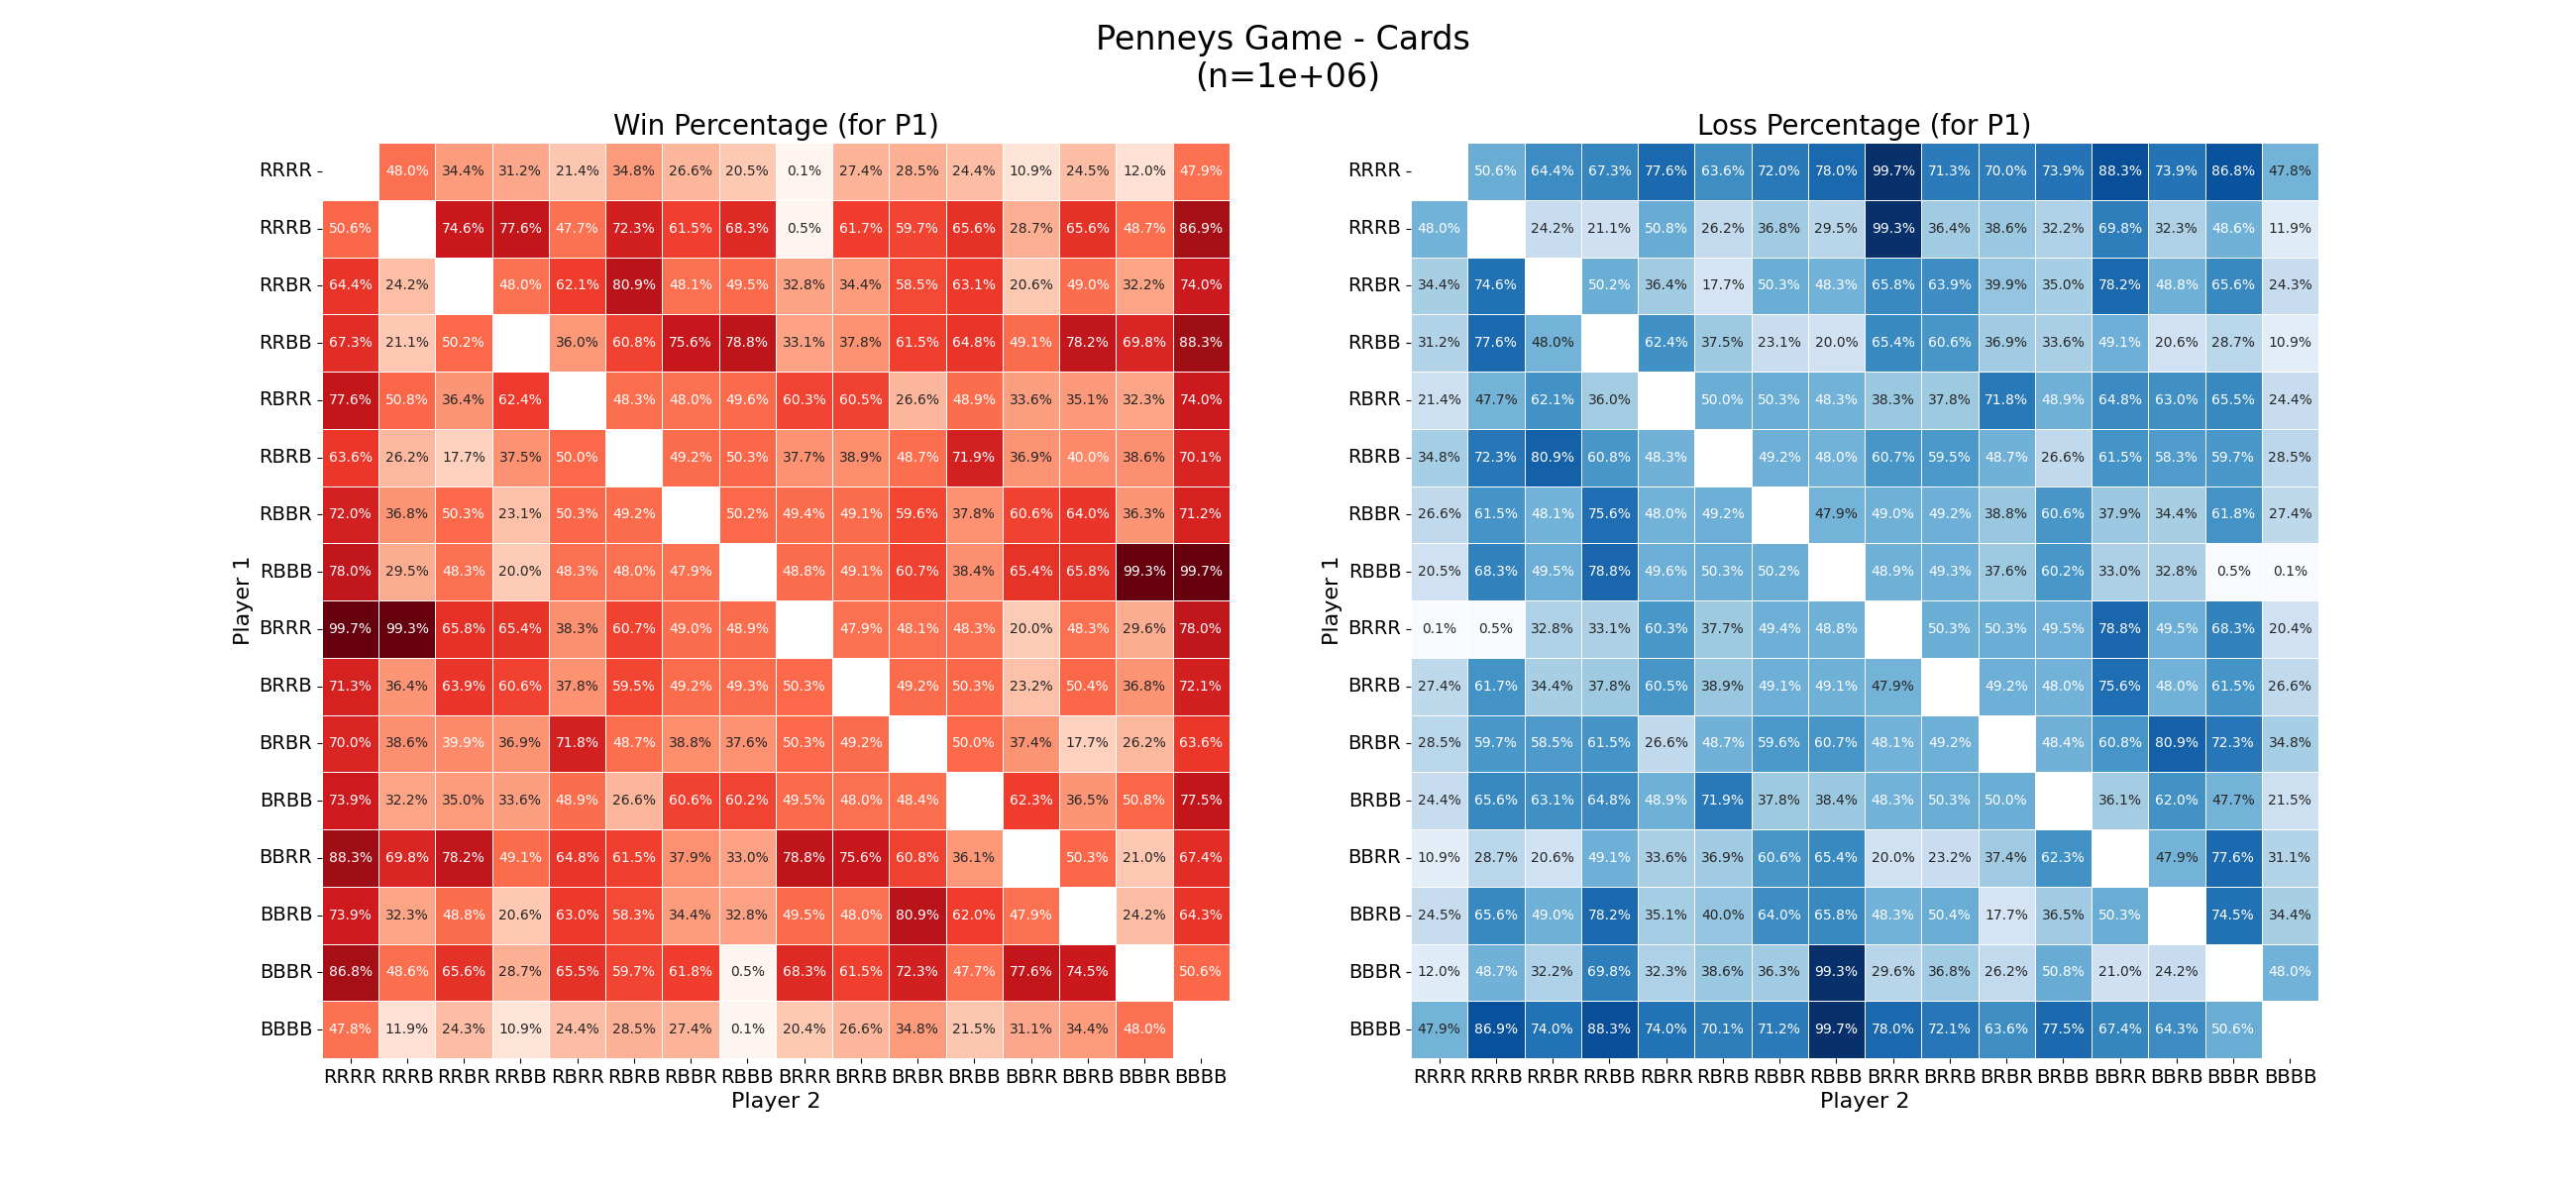 Penneys Game - Cards
(n=1e+06)
Win Percentage (for P1)
RRRR 48.0% 34.4% 31.2% 21.4% 34.8% 26.6% 20.5% 0.1% 27.4% 28.5% 24.4% 10.9% 24.5% 12.0% 47.9%
RRRB 50.6% 74.6% 77.6% 47.7% 72.3% 61.5% 68.3% 0.5% 61.7% 59.7% 65.6% 28.7% 65.6% 48.7% 86.9%
RRBR 64.4% 24.2% 48.0% 62.1% 80.9% 48.1% 49.5% 32.8% 34.4% 58.5% 63.1% 20.6% 49.0% 32.2% 74.0%
RRBB 67.3% 21.1% 50.2% 36.0% 60.8% 75.6% 78.8% 33.1% 37.8% 61.5% 64.8% 49.1% 78.2% 69.8% 88.3%
RBRR 77.6% 50.8% 36.4% 62.4% 48.3% 48.0% 49.6% 60.3% 60.5% 26.6% 48.9% 33.6% 35.1% 32.3% 74.0%
RBRB 63.6% 26.2% 17.7% 37.5% 50.0% 49.2% 50.3% 37.7% 38.9% 48.7% 71.9% 36.9% 40.0% 38.6% 70.1%
RBBR 72.0% 36.8% 50.3% 23.1% 50.3% 49.2% 50.2% 49.4% 49.1% 59.6% 37.8% 60.6% 64.0% 36.3% 71.2%
RBBB 78.0% 29.5% 48.3% 20.0% 48.3% 48.0% 47.9% 48.8% 49.1% 60.7% 38.4% 65.4% 65.8% 99.3% 99.7%
BRRR 99.7% 99.3% 65.8% 65.4% 38.3% 60.7% 49.0% 48.9% 47.9% 48.1% 48.3% 20.0% 48.3% 29.6% 78.0%
BRRB 71.3% 36.4% 63.9% 60.6% 37.8% 59.5% 49.2% 49.3% 50.3% 49.2% 50.3% 23.2% 50.4% 36.8% 72.1%
BRBR 70.0% 38.6% 39.9% 36.9% 71.8% 48.7% 38.8% 37.6% 50.3% 49.2% 50.0% 37.4% 17.7% 26.2% 63.6%
BRBB 73.9% 32.2% 35.0% 33.6% 48.9% 26.6% 60.6% 60.2% 49.5% 48.0% 48.4% 62.3% 36.5% 50.8% 77.5%
BBRR 88.3% 69.8% 78.2% 49.1% 64.8% 61.5% 37.9% 33.0% 78.8% 75.6% 60.8% 36.1% 50.3% 21.0% 67.4%
BBRB 73.9% 32.3% 48.8% 20.6% 63.0% 58.3% 34.4% 32.8% 49.5% 48.0% 80.9% 62.0% 47.9% 24.2% 64.3%
BBBR 86.8% 48.6% 65.6% 28.7% 65.5% 59.7% 61.8% 0.5% 68.3% 61.5% 72.3% 47.7% 77.6% 74.5% 50.6%
BBBB 47.8% 11.9% 24.3% 10.9% 24.4% 28.5% 27.4% 0.1% 20.4% 26.6% 34.8% 21.5% 31.1% 34.4% 48.0%
RRRR RRRB RRBR RRBB RBRR RBRB RBBR RBBB BRRR BRRB BRBR BRBB BBRR BBRB BBBR BBBB
Player 1
Player 2
Loss Percentage (for P1)
RRRR 50.6% 64.4% 67.3% 77.6% 63.6% 72.0% 78.0% 99.7% 71.3% 70.0% 73.9% 88.3% 73.9% 86.8% 47.8%
RRRB 48.0% 24.2% 21.1% 50.8% 26.2% 36.8% 29.5% 99.3% 36.4% 38.6% 32.2% 69.8% 32.3% 48.6% 11.9%
RRBR 34.4% 74.6% 50.2% 36.4% 17.7% 50.3% 48.3% 65.8% 63.9% 39.9% 35.0% 78.2% 48.8% 65.6% 24.3%
RRBB 31.2% 77.6% 48.0% 62.4% 37.5% 23.1% 20.0% 65.4% 60.6% 36.9% 33.6% 49.1% 20.6% 28.7% 10.9%
RBRR 21.4% 47.7% 62.1% 36.0% 50.0% 50.3% 48.3% 38.3% 37.8% 71.8% 48.9% 64.8% 63.0% 65.5% 24.4%
RBRB 34.8% 72.3% 80.9% 60.8% 48.3% 49.2% 48.0% 60.7% 59.5% 48.7% 26.6% 61.5% 58.3% 59.7% 28.5%
RBBR 26.6% 61.5% 48.1% 75.6% 48.0% 49.2% 47.9% 49.0% 49.2% 38.8% 60.6% 37.9% 34.4% 61.8% 27.4%
RBBB 20.5% 68.3% 49.5% 78.8% 49.6% 50.3% 50.2% 48.9% 49.3% 37.6% 60.2% 33.0% 32.8% 0.5% 0.1%
BRRR 0.1% 0.5% 32.8% 33.1% 60.3% 37.7% 49.4% 48.8% 50.3% 50.3% 49.5% 78.8% 49.5% 68.3% 20.4%
BRRB 27.4% 61.7% 34.4% 37.8% 60.5% 38.9% 49.1% 49.1% 47.9% 49.2% 48.0% 75.6% 48.0% 61.5% 26.6%
BRBR 28.5% 59.7% 58.5% 61.5% 26.6% 48.7% 59.6% 60.7% 48.1% 49.2% 48.4% 60.8% 80.9% 72.3% 34.8%
BRBB 24.4% 65.6% 63.1% 64.8% 48.9% 71.9% 37.8% 38.4% 48.3% 50.3% 50.0% 36.1% 62.0% 47.7% 21.5%
BBRR 10.9% 28.7% 20.6% 49.1% 33.6% 36.9% 60.6% 65.4% 20.0% 23.2% 37.4% 62.3% 47.9% 77.6% 31.1%
BBRB 24.5% 65.6% 49.0% 78.2% 35.1% 40.0% 64.0% 65.8% 48.3% 50.4% 17.7% 36.5% 50.3% 74.5% 34.4%
BBBR 12.0% 48.7% 32.2% 69.8% 32.3% 38.6% 36.3% 99.3% 29.6% 36.8% 26.2% 50.8% 21.0% 24.2% 48.0%
BBBB 47.9% 86.9% 74.0% 88.3% 74.0% 70.1% 71.2% 99.7% 78.0% 72.1% 63.6% 77.5% 67.4% 64.3% 50.6%
RRRR RRRB RRBR RRBB RBRR RBRB RBBR RBBB BRRR BRRB BRBR BRBB BBRR BBRB BBBR BBBB
Player 1
Player 2